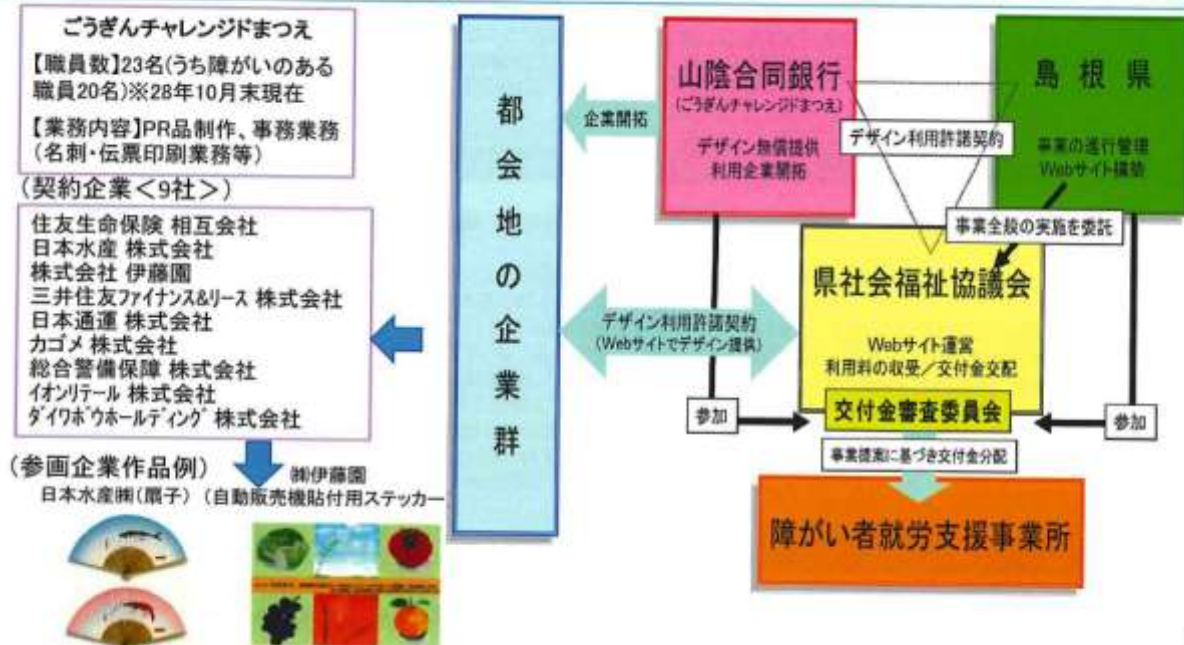 ごうぎんチャレンジドまつえ
【職員数】23名(うち障がいのある
職員20名)※28年10月末現在
【業務内容】PR品制作、事務業務
(名刺・伝票印刷業務等)
(契約企業<9社>)
住友生命保険 相互会社
日本水産 株式会社
株式会社 伊藤園
三井住友ファイナンス&リース 株式会社
日本通運 株式会社
カゴメ 株式会社
総合警備保障 株式会社
イオンリテール 株式会社
ダイワボウホールディング 株式会社
(参画企業作品例)
日本水産㈱(扇子)
㈱伊藤園
(自動販売機貼付用ステッカー
都会地の企業群
企業開拓
山陰合同銀行
(ごうぎんチャレンジドまつえ)
デザイン無償提供
利用企業開拓
デザイン利用許諾契約
島根県
事業の進行管理
Webサイト構築
事業全般の実施を委託
県社会福祉協議会
Webサイト運営
利用料の収受/交付金交配
デザイン利用許諾契約
(Webサイトでデザイン提供)
参加
交付金審査委員会
参加
事業提案に基づき交付金分配
障がい者就労支援事業所